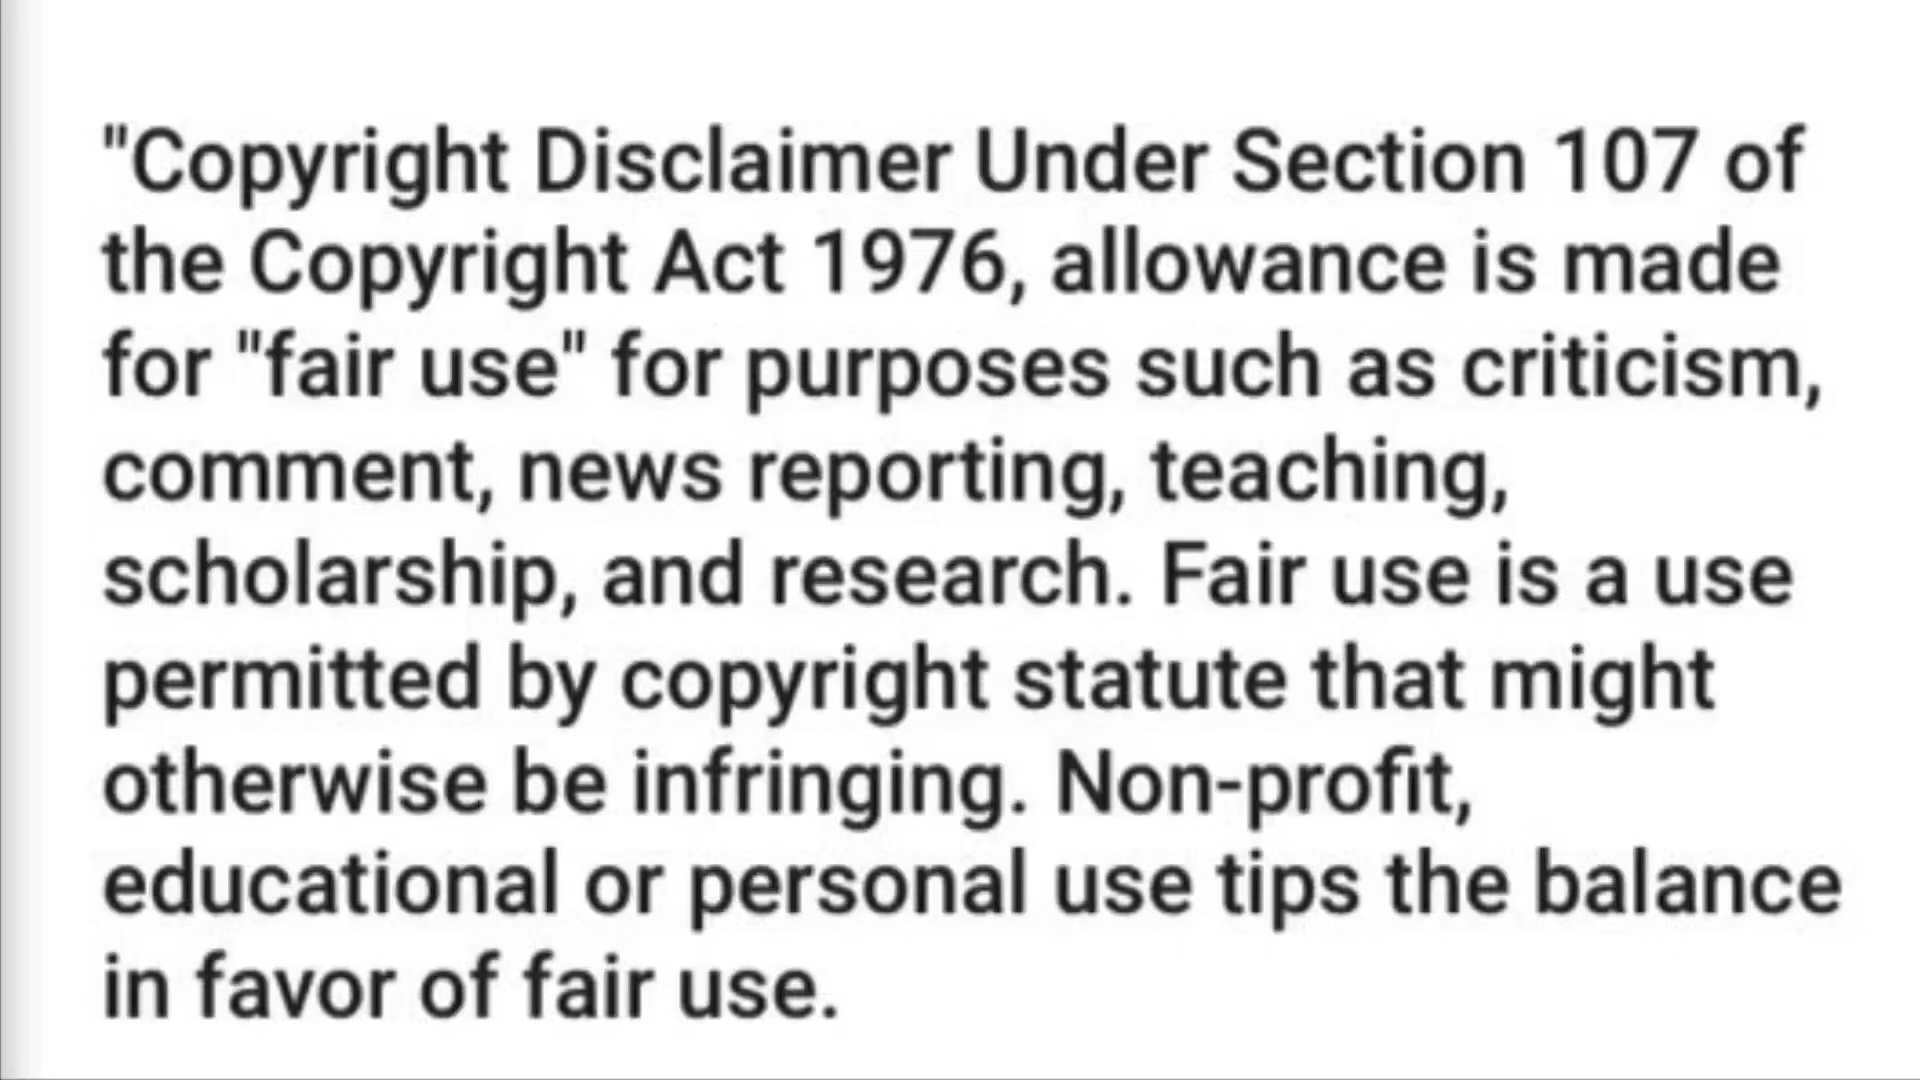 "Copyright Disclaimer Under Section 107 of
the Copyright Act 1976, allowance is made
for "fair use" for purposes such as criticism,
comment, news reporting, teaching,
scholarship, and research. Fair use is a use
permitted by copyright statute that might
otherwise be infringing. Non-profit,
educational or personal use tips the balance
in favor of fair use.